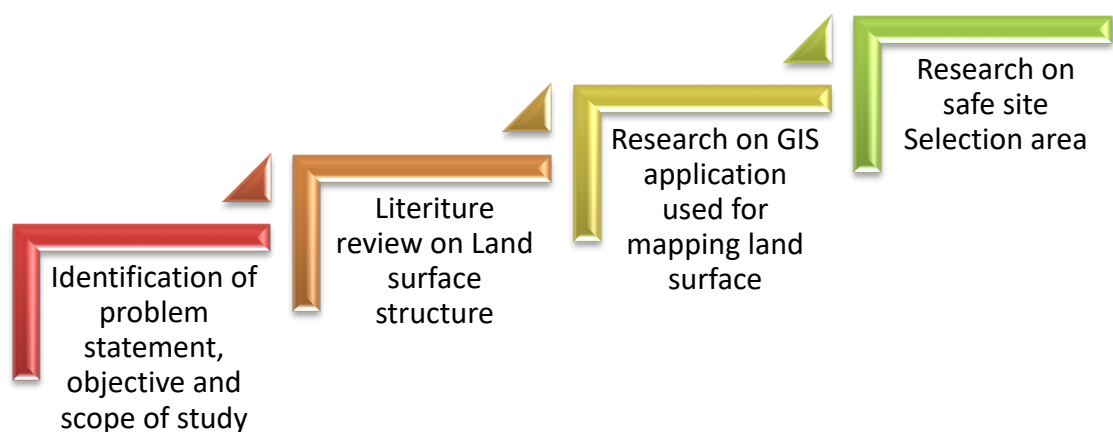 Identification of
problem
statement,
objective and
scope of study
Literiture
review on Land
surface
structure
Research on GIS
application
used for
mapping land
surface
Research on
safe site
Selection area